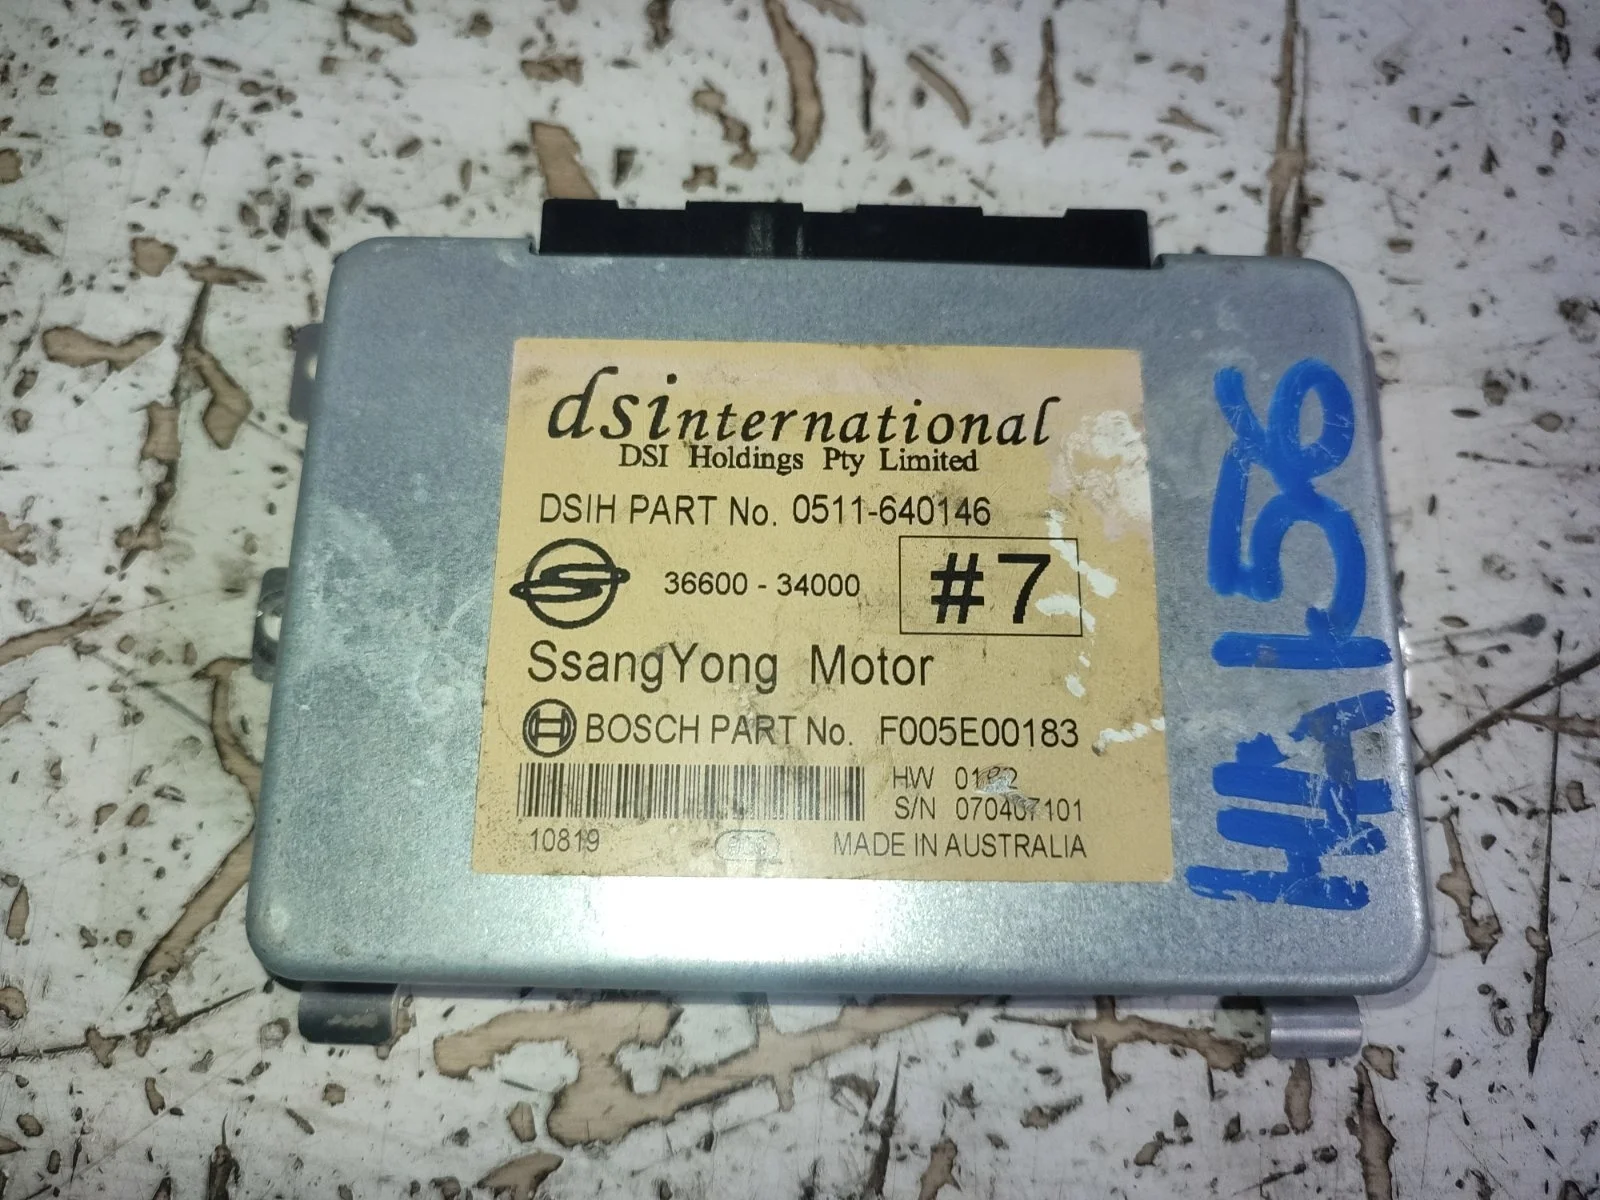 dsinternational
DSI Holdings Pty Limited
DSIH PART No. 0511-640146
36600 - 34000
#7
SsangYong Motor
BOSCH PART No. F005E00183
HW
S/N 070407101
10819
MADE IN AUSTRALIA
HA156